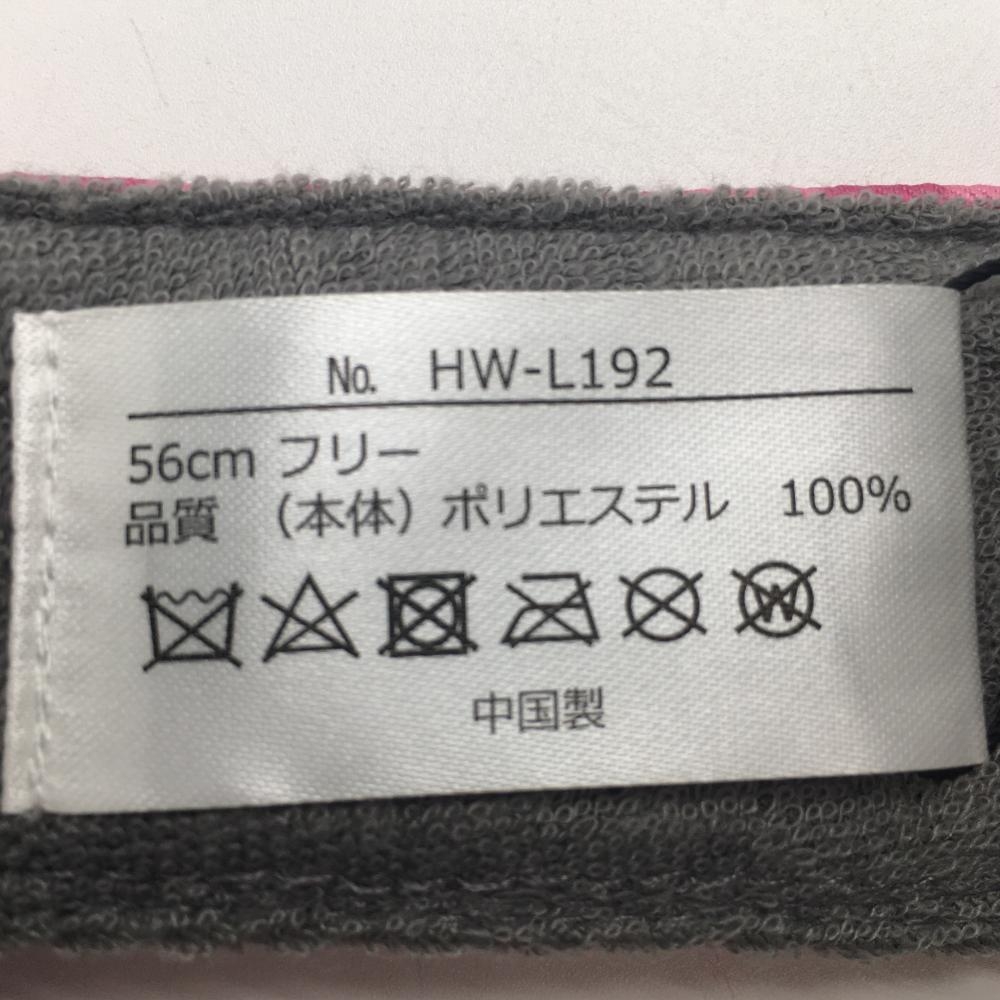 No. HW-L192
56cm フリー
品質 （本体）ポリエステル 100%
W
中国製